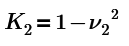 K₂ = 1 − ν₂²